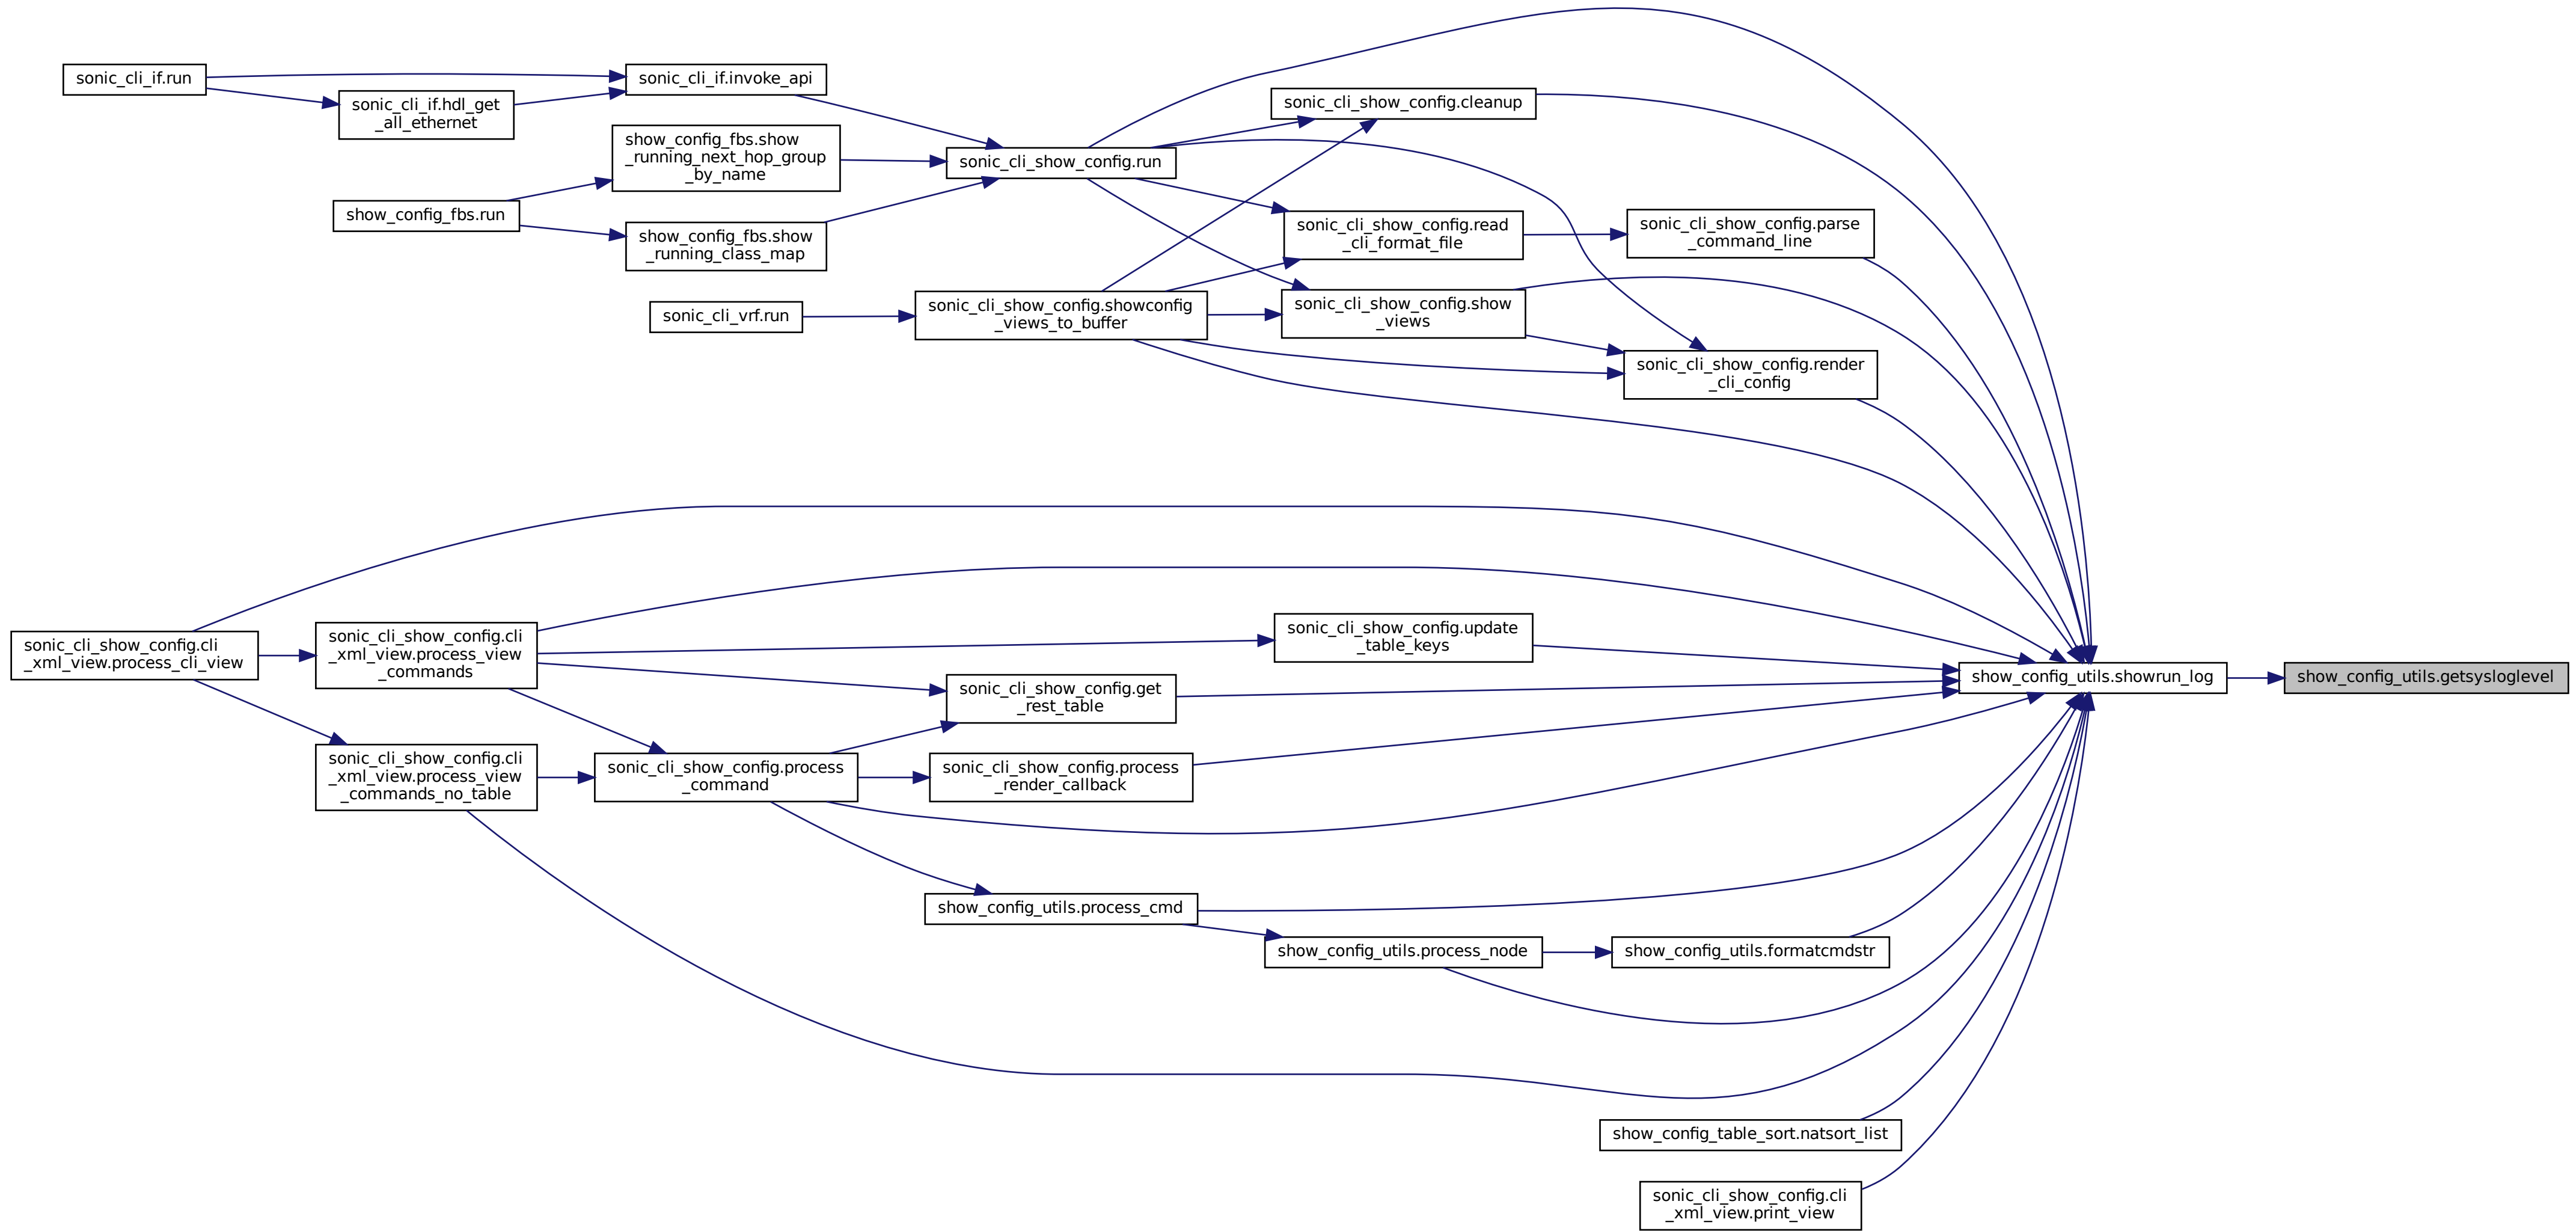 sonic_cli_if.run
sonic_cli_if.invoke_api
sonic_cli_if.hdl_get
_all_ethernet
show_config_fbs.show
_running_next_hop_group
_by_name
show_config_fbs.run
show_config_fbs.show
_running_class_map
sonic_cli_vrf.run
sonic_cli_show_config.run
sonic_cli_show_config.cleanup
sonic_cli_show_config.read
_cli_format_file
sonic_cli_show_config.parse
_command_line
sonic_cli_show_config.showconfig
_views_to_buffer
sonic_cli_show_config.show
_views
sonic_cli_show_config.render
_cli_config
sonic_cli_show_config.cli
_xml_view.process_cli_view
sonic_cli_show_config.cli
_xml_view.process_view
_commands
sonic_cli_show_config.update
_table_keys
sonic_cli_show_config.get
_rest_table
show_config_utils.showrun_log
show_config_utils.getsysloglevel
sonic_cli_show_config.cli
_xml_view.process_view
_commands_no_table
sonic_cli_show_config.process
_command
sonic_cli_show_config.process
_render_callback
show_config_utils.process_cmd
show_config_utils.process_node
show_config_utils.formatcmdstr
show_config_table_sort.natsort_list
sonic_cli_show_config.cli
_xml_view.print_view